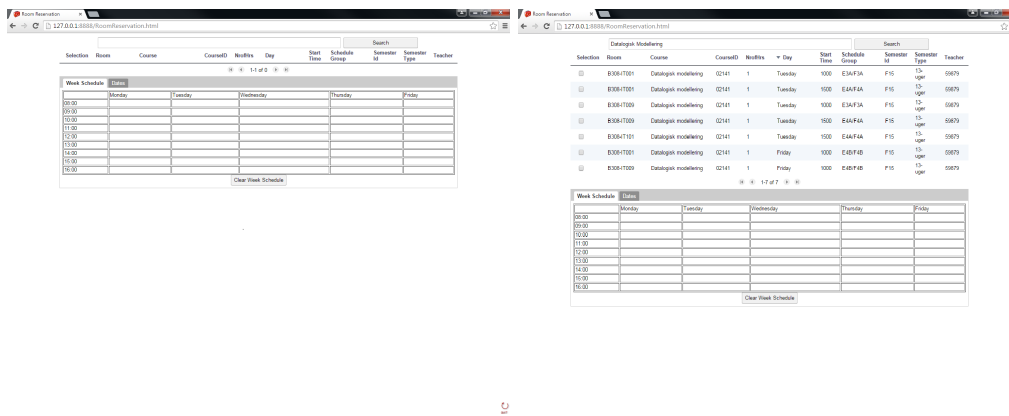 Room Reservation
127.0.0.1:8888/RoomReservation.html
Search
Selection Room Course CourseID NrofHrs Day Start Time Schedule Group Semester Id Semester Type Teacher
1-1 of 0
Week Schedule Dates
Monday Tuesday Wednesday Thursday Friday
08:00
09:00
10:00
11:00
12:00
13:00
14:00
15:00
16:00
Clear Week Schedule
Room Reservation
127.0.0.1:8888/RoomReservation.html
Datalogisk Modellering Search
Selection Room Course CourseID NrofHrs Day Start Time Schedule Group Semester Id Semester Type Teacher
B308-IT001 Datalogisk modellering 02141 1 Tuesday 1000 E3A/F3A F15 13-uger 59879
B308-IT001 Datalogisk modellering 02141 1 Tuesday 1500 E4A/F4A F15 13-uger 59879
B308-IT009 Datalogisk modellering 02141 1 Tuesday 1000 E3A/F3A F15 13-uger 59879
B308-IT009 Datalogisk modellering 02141 1 Tuesday 1500 E4A/F4A F15 13-uger 59879
B308-IT101 Datalogisk modellering 02141 1 Tuesday 1500 E4A/F4A F15 13-uger 59879
B308-IT001 Datalogisk modellering 02141 1 Friday 1000 E4B/F4B F15 13-uger 59879
B308-IT009 Datalogisk modellering 02141 1 Friday 1000 E4B/F4B F15 13-uger 59879
1-7 of 7
Week Schedule Dates
Monday Tuesday Wednesday Thursday Friday
08:00
09:00
10:00
11:00
12:00
13:00
14:00
15:00
16:00
Clear Week Schedule